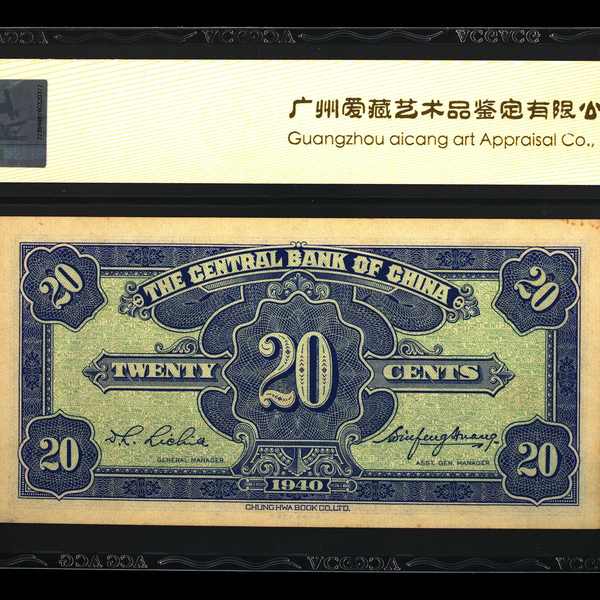 VCGVCG
广州爱藏艺术品鉴定有限公
Guangzhou aicang art Appraisal Co.,
20
20
THE CENTRAL BANK OF CHINA
TWENTY
20
CENTS
GENERAL MANAGER
ASST. GEN. MANAGER
20
20
1940
CHUNG HWA BOOK CO., LTD.